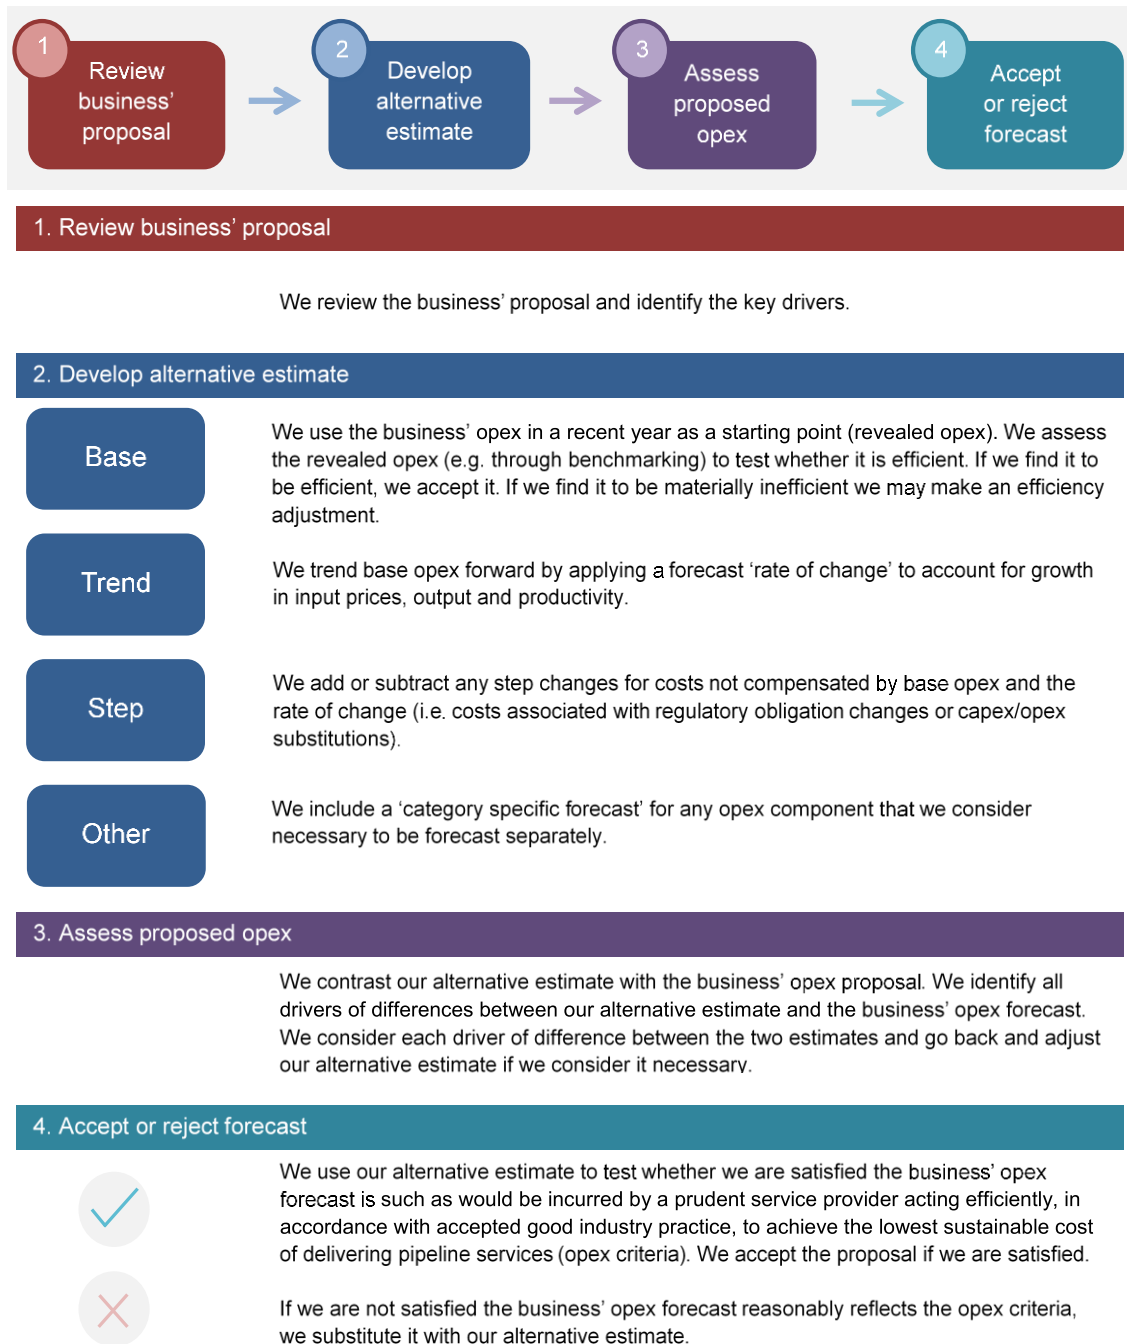 1
Review
business’
proposal
2
Develop
alternative
estimate
3
Assess
proposed
opex
4
Accept
or reject
forecast
1. Review business’ proposal
We review the business’ proposal and identify the key drivers.
2. Develop alternative estimate
Base
We use the business’ opex in a recent year as a starting point (revealed opex). We assess
the revealed opex (e.g. through benchmarking) to test whether it is efficient. If we find it to
be efficient, we accept it. If we find it to be materially inefficient we may make an efficiency
adjustment.
Trend
We trend base opex forward by applying a forecast ‘rate of change’ to account for growth
in input prices, output and productivity.
Step
We add or subtract any step changes for costs not compensated by base opex and the
rate of change (i.e. costs associated with regulatory obligation changes or capex/opex
substitutions).
Other
We include a ‘category specific forecast’ for any opex component that we consider
necessary to be forecast separately.
3. Assess proposed opex
We contrast our alternative estimate with the business’ opex proposal. We identify all
drivers of differences between our alternative estimate and the business’ opex forecast.
We consider each driver of difference between the two estimates and go back and adjust
our alternative estimate if we consider it necessary.
4. Accept or reject forecast
We use our alternative estimate to test whether we are satisfied the business’ opex
forecast is such as would be incurred by a prudent service provider acting efficiently, in
accordance with accepted good industry practice, to achieve the lowest sustainable cost
of delivering pipeline services (opex criteria). We accept the proposal if we are satisfied.
If we are not satisfied the business’ opex forecast reasonably reflects the opex criteria,
we substitute it with our alternative estimate.